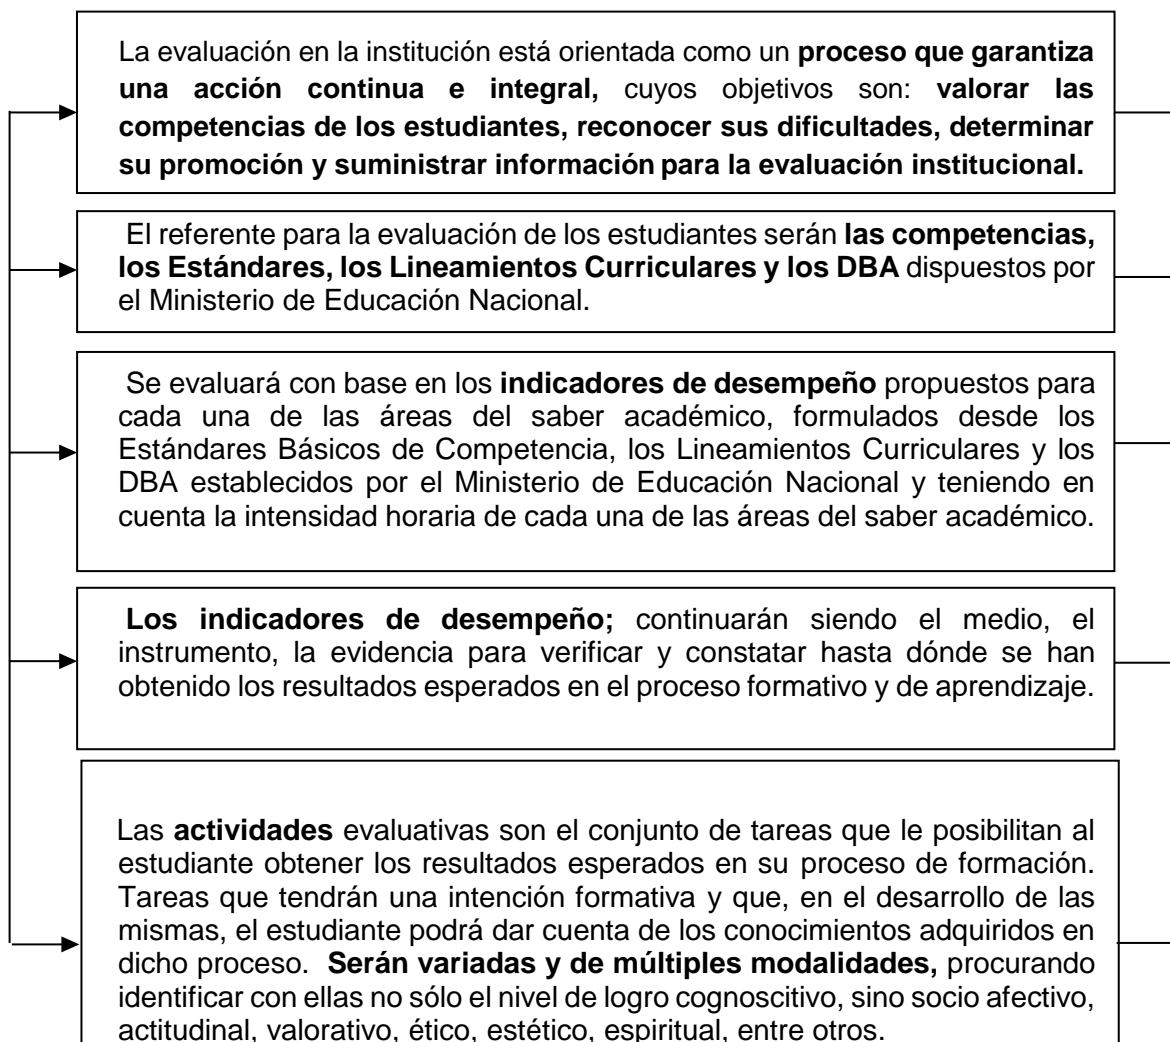 La evaluación en la institución está orientada como un proceso que garantiza
una acción continua e integral, cuyos objetivos son: valorar las
competencias de los estudiantes, reconocer sus dificultades, determinar
su promoción y suministrar información para la evaluación institucional.
El referente para la evaluación de los estudiantes serán las competencias,
los Estándares, los Lineamientos Curriculares y los DBA dispuestos por
el Ministerio de Educación Nacional.
Se evaluará con base en los indicadores de desempeño propuestos para
cada una de las áreas del saber académico, formulados desde los
Estándares Básicos de Competencia, los Lineamientos Curriculares y los
DBA establecidos por el Ministerio de Educación Nacional y teniendo en
cuenta la intensidad horaria de cada una de las áreas del saber académico.
Los indicadores de desempeño; continuarán siendo el medio, el
instrumento, la evidencia para verificar y constatar hasta dónde se han
obtenido los resultados esperados en el proceso formativo y de aprendizaje.
Las actividades evaluativas son el conjunto de tareas que le posibilitan al
estudiante obtener los resultados esperados en su proceso de formación.
Tareas que tendrán una intención formativa y que, en el desarrollo de las
mismas, el estudiante podrá dar cuenta de los conocimientos adquiridos en
dicho proceso. Serán variadas y de múltiples modalidades, procurando
identificar con ellas no sólo el nivel de logro cognoscitivo, sino socio afectivo,
actitudinal, valorativo, ético, estético, espiritual, entre otros.